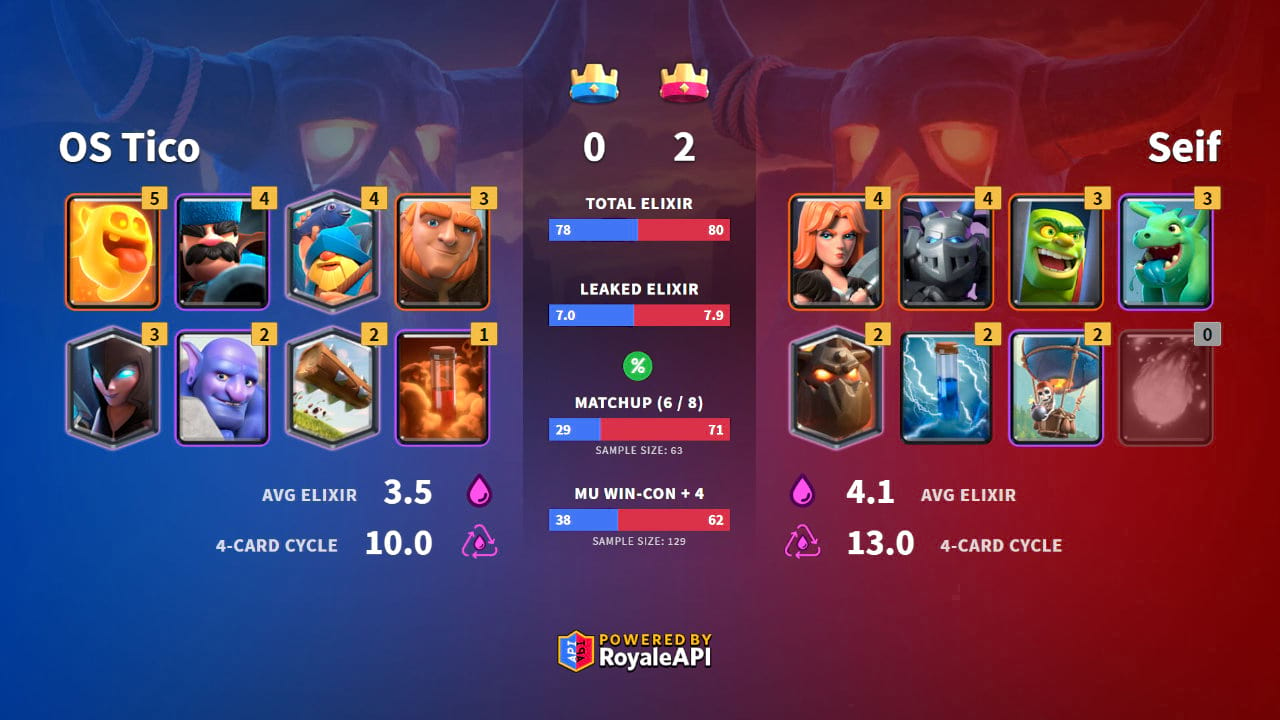 OS Tico
0 2
Seif
5 4 4 3
3 2 2 1
AVG ELIXIR 3.5
4-CARD CYCLE 10.0
TOTAL ELIXIR
78 80
LEAKED ELIXIR
7.0 7.9
%
MATCHUP (6 / 8)
29 71
SAMPLE SIZE: 63
MU WIN-CON + 4
38 62
SAMPLE SIZE: 129
4 4 3 3
2 2 2 0
4.1 AVG ELIXIR
13.0 4-CARD CYCLE
API
API
POWERED BY
RoyaleAPI